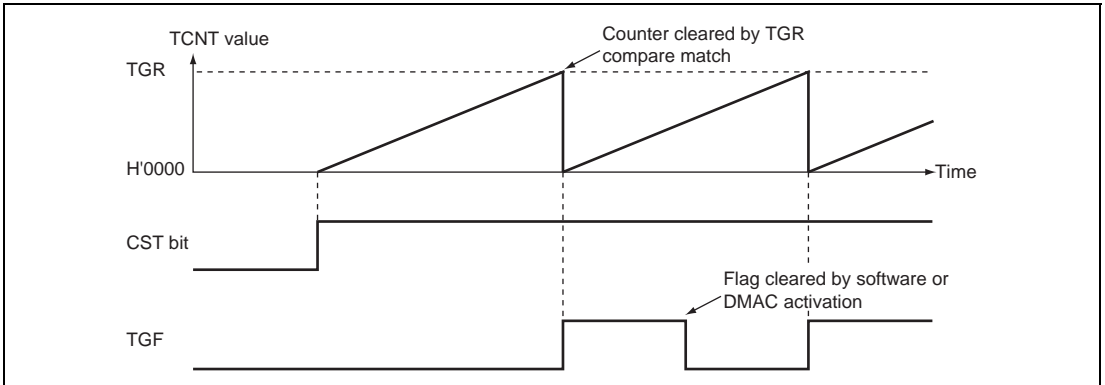 TCNT value
Counter cleared by TGR
compare match
TGR
H'0000
Time
CST bit
Flag cleared by software or
DMAC activation
TGF